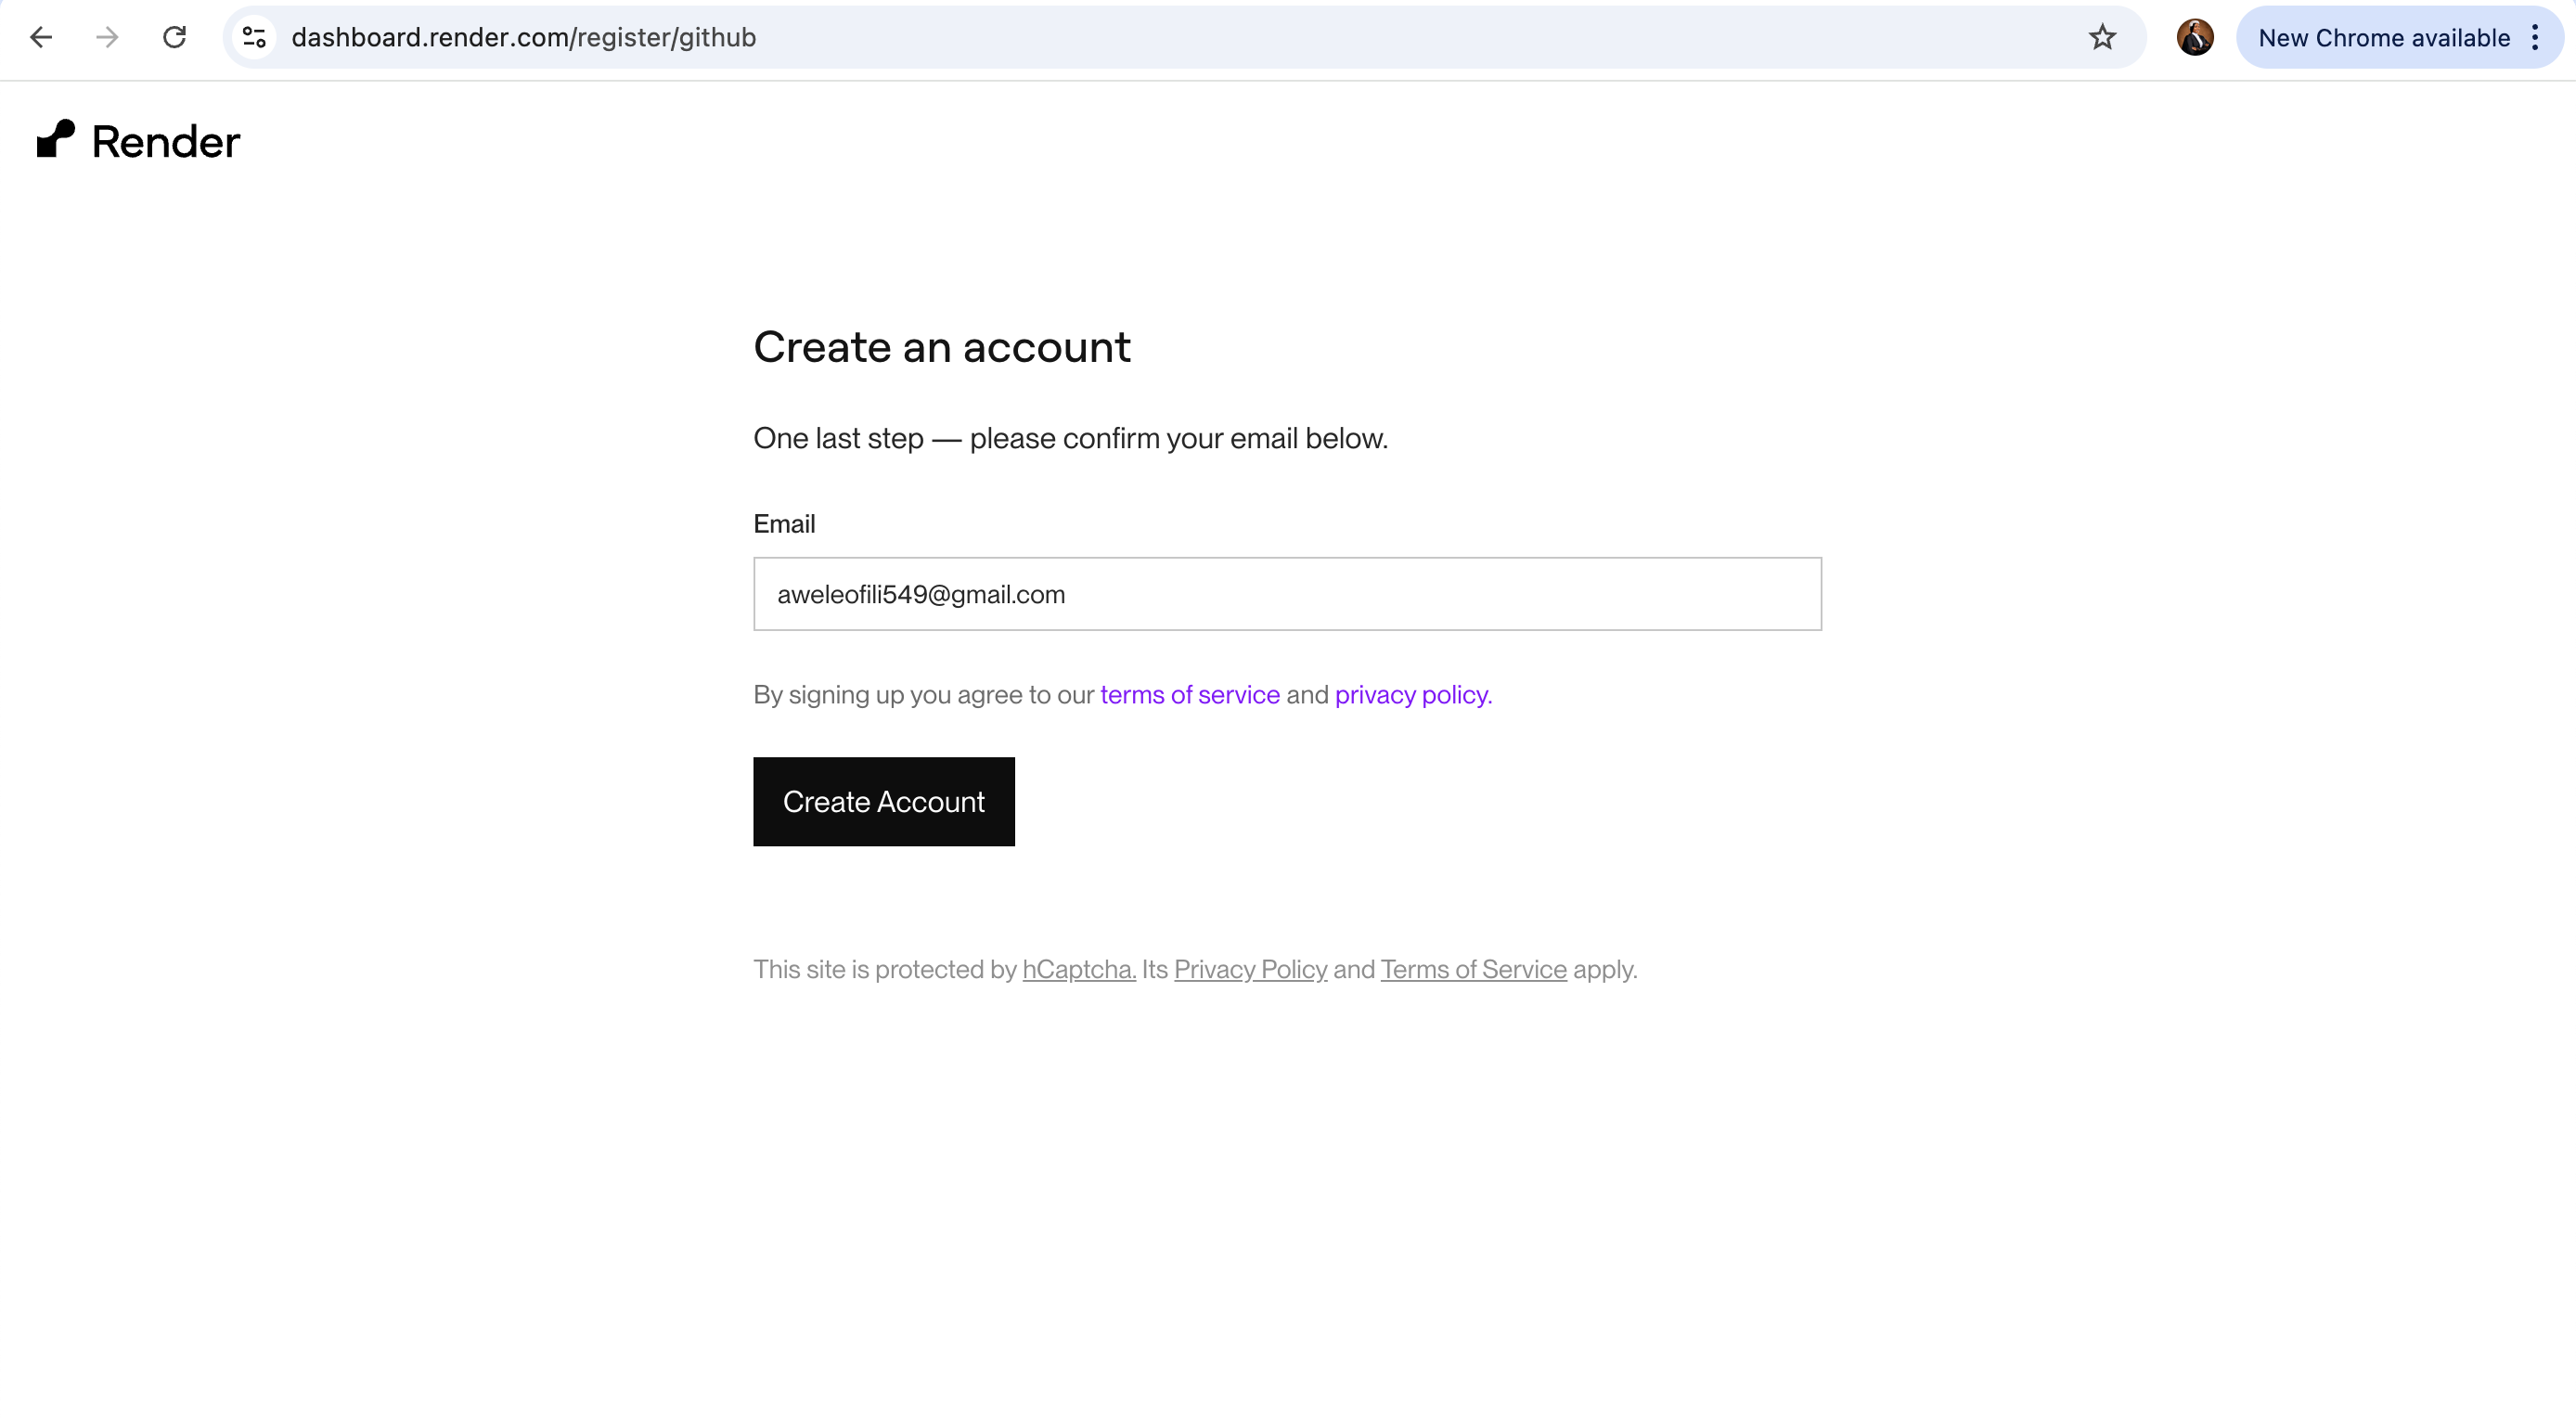 dashboard.render.com/register/github
New Chrome available
Render
Create an account
One last step — please confirm your email below.
Email
aweleofili549@gmail.com
By signing up you agree to our terms of service and privacy policy.
Create Account
This site is protected by hCaptcha. Its Privacy Policy and Terms of Service apply.